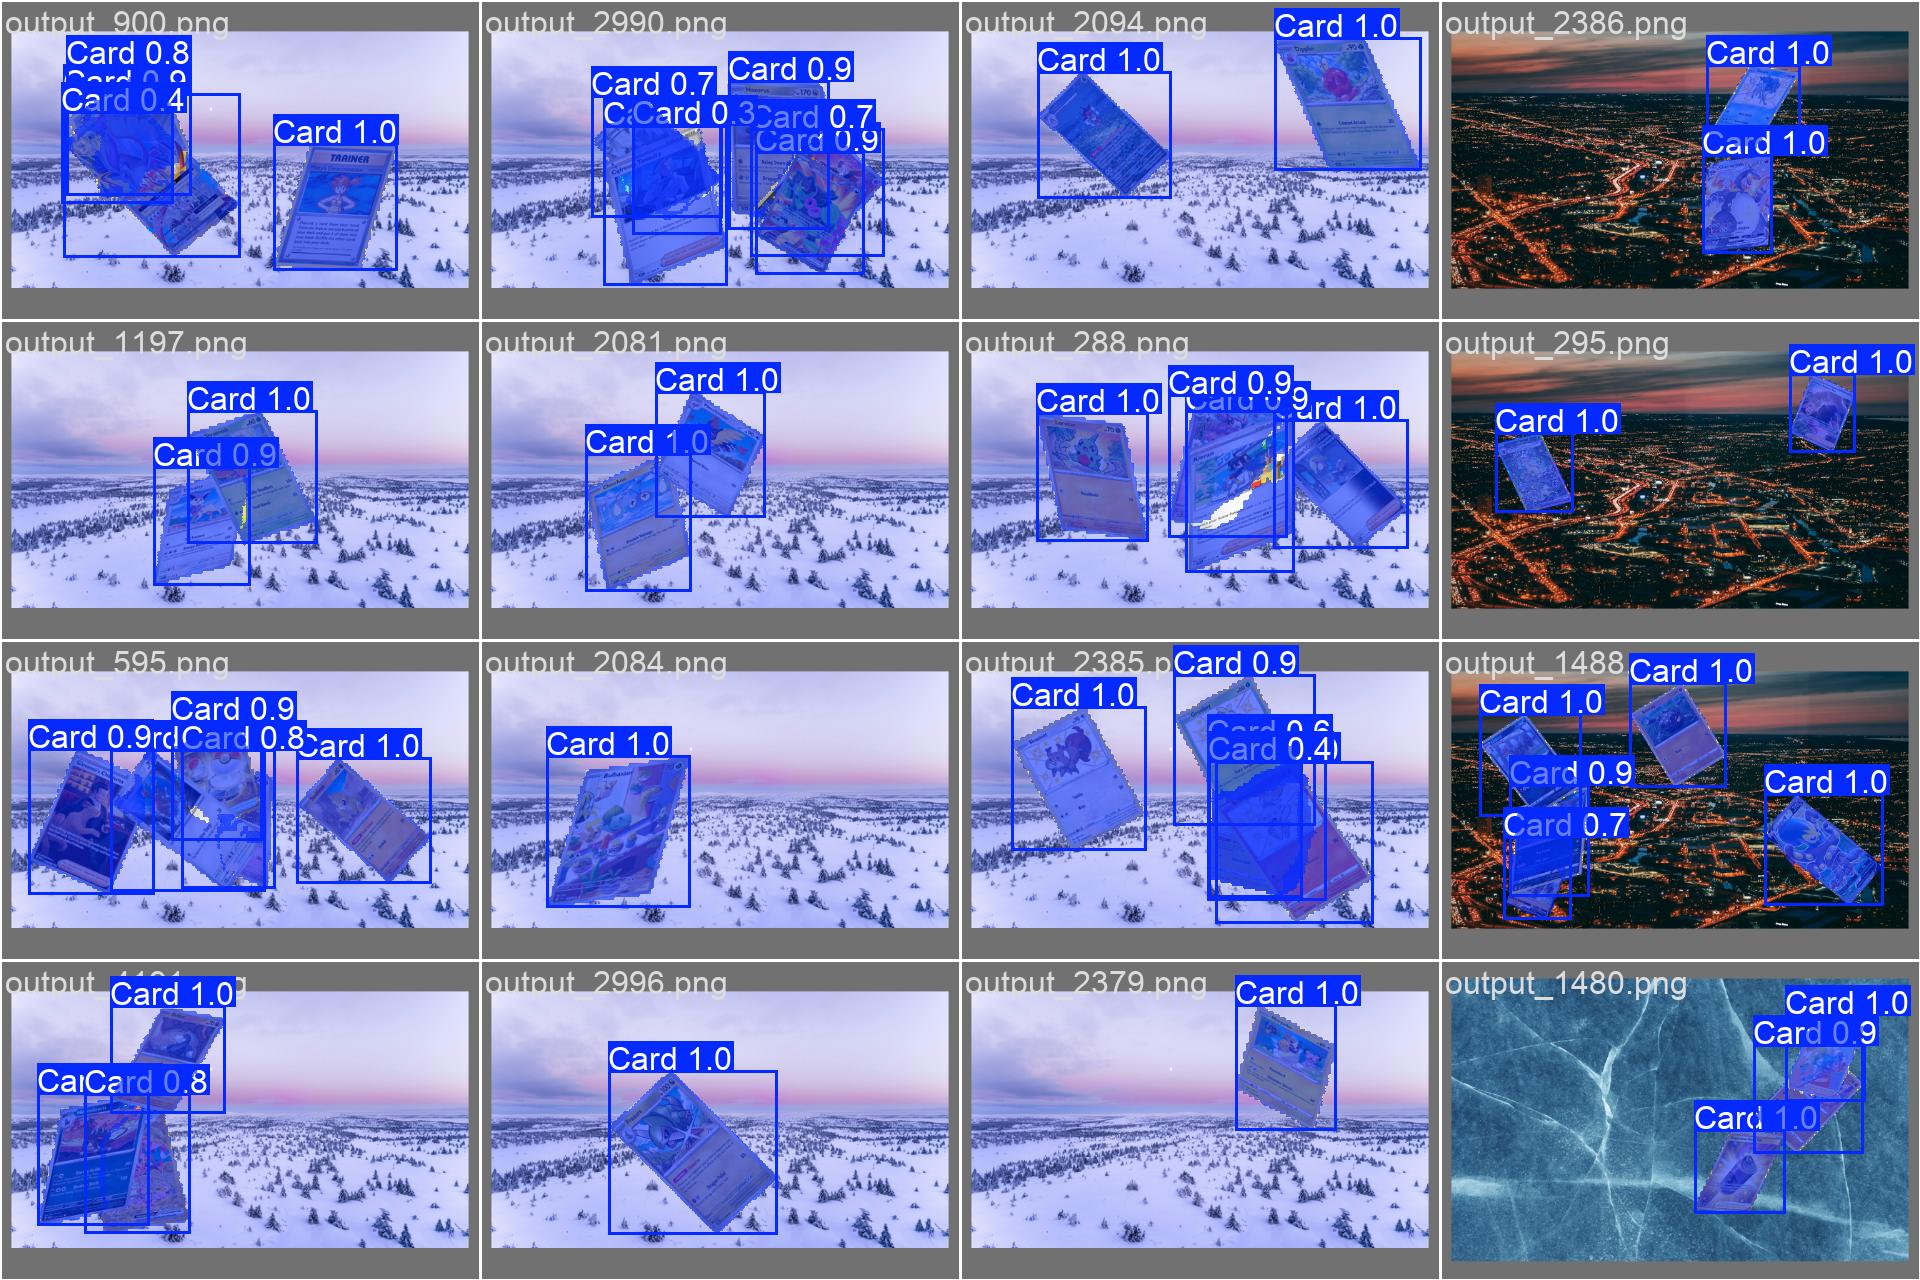 output_900.png
Card 0.8
Card 0.9
Card 0.4
Card 1.0
TRAINER
output_2990.png
Card 0.9
Card 0.7
Card 0.3
Card 0.7
Card 0.9
output_2094.png
Card 1.0
Card 1.0
output_2386.png
Card 1.0
Card 1.0
output_1197.png
Card 1.0
Card 0.9
output_2081.png
Card 1.0
Card 1.0
output_288.png
Card 0.9
Card 1.0
Card 1.0
output_295.png
Card 1.0
Card 1.0
output_595.png
Card 0.9
Card 0.9
Card 0.8
Card 1.0
output_2084.png
Card 1.0
output_2385.p
Card 0.9
Card 1.0
Card 0.6
Card 0.4
output_1488
Card 1.0
Card 1.0
Card 0.9
Card 1.0
Card 0.7
Card 1.0
Card 0.8
output_2996.png
Card 1.0
output_2379.png
Card 1.0
output_1480.png
Card 1.0
Card 0.9
Card 1.0